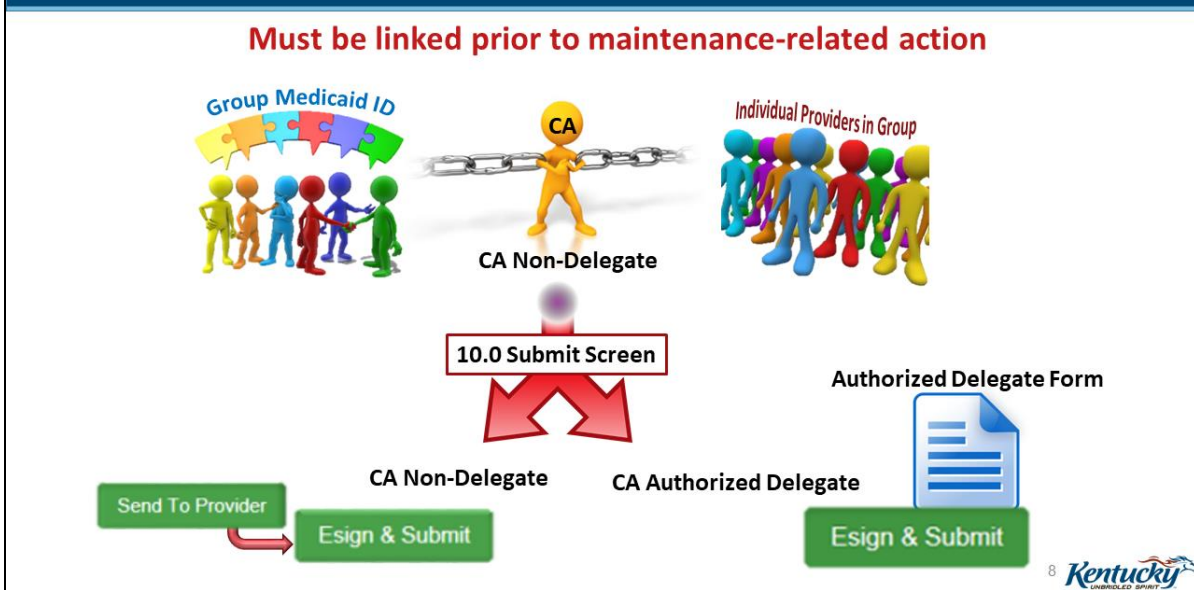 Must be linked prior to maintenance-related action
Group Medicaid ID
CA
Individual Providers in Group
CA Non-Delegate
10.0 Submit Screen
Authorized Delegate Form
CA Non-Delegate
CA Authorized Delegate
Send To Provider
Esign & Submit
Esign & Submit
8
Kentucky
UNBRIDLED SPIRIT